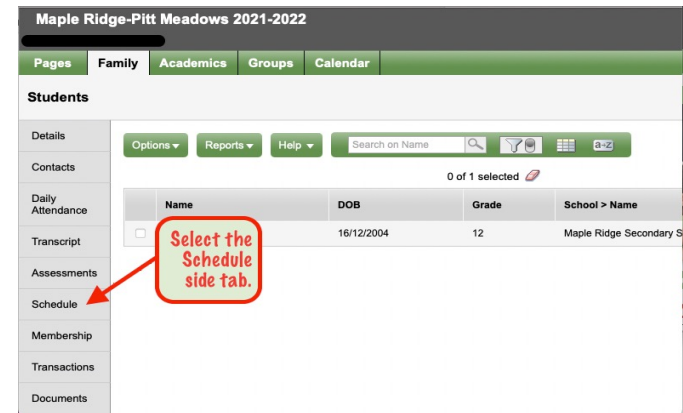 Maple Ridge-Pitt Meadows 2021-2022
Pages Family Academics Groups Calendar
Students
Details
Contacts
Daily
Attendance
Transcript
Assessments
Schedule
Membership
Transactions
Documents
Options Reports Help Search on Name a-z
0 of 1 selected
Name DOB Grade School > Name
16/12/2004 12 Maple Ridge Secondary S
Select the
Schedule
side tab.